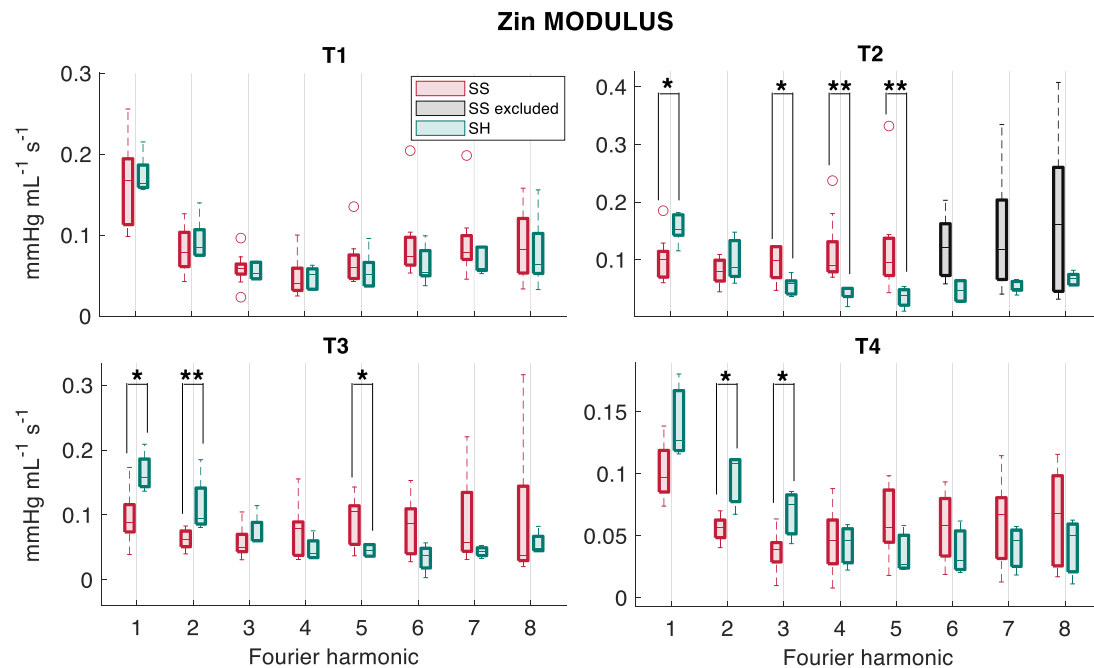 Zin MODULUS
T1
mmHg mL⁻¹ s⁻¹
0.3
0.2
0.1
0
SS
SS excluded
SH
T2
0.4
0.3
0.2
0.1
* * ** **
T3
mmHg mL⁻¹ s⁻¹
0.3
0.2
0.1
0
* ** *
1 2 3 4 5 6 7 8
Fourier harmonic
T4
0.15
0.1
0.05
0
* *
1 2 3 4 5 6 7 8
Fourier harmonic